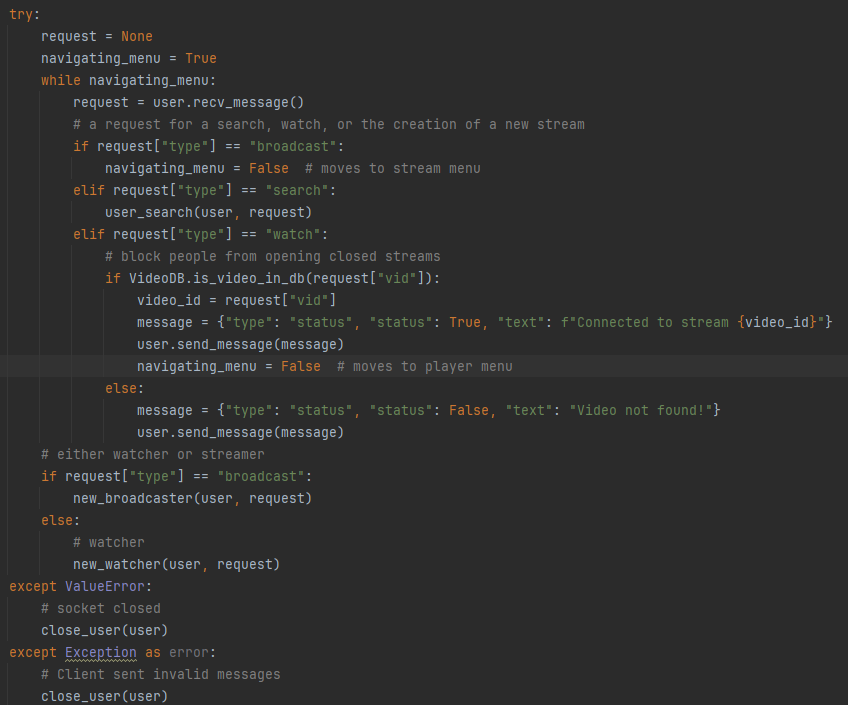 try:
    request = None
    navigating_menu = True
    while navigating_menu:
        request = user.recv_message()
        # a request for a search, watch, or the creation of a new stream
        if request["type"] == "broadcast":
            navigating_menu = False  # moves to stream menu
        elif request["type"] == "search":
            user_search(user, request)
        elif request["type"] == "watch":
            # block people from opening closed streams
            if VideoDB.is_video_in_db(request["vid"]):
                video_id = request["vid"]
                message = {"type": "status", "status": True, "text": f"Connected to stream {video_id}"}
                user.send_message(message)
                navigating_menu = False  # moves to player menu
            else:
                message = {"type": "status", "status": False, "text": "Video not found!"}
                user.send_message(message)
    # either watcher or streamer
    if request["type"] == "broadcast":
        new_broadcaster(user, request)
    else:
        # watcher
        new_watcher(user, request)
except ValueError:
    # socket closed
    close_user(user)
except Exception as error:
    # Client sent invalid messages
    close_user(user)